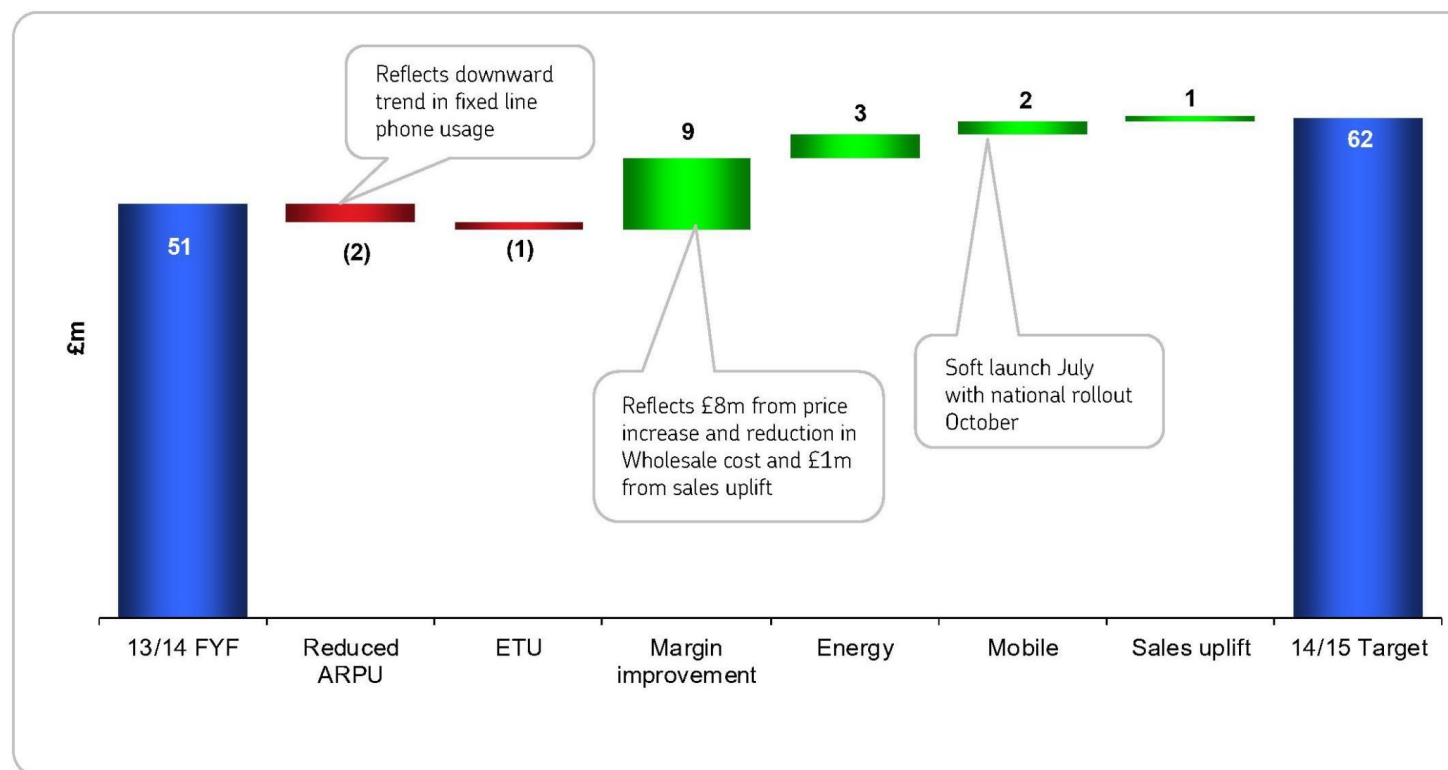 Reflects downward
trend in fixed line
phone usage
51
(2)
(1)
9
3
2
1
62
£m
Reflects £8m from price
increase and reduction in
Wholesale cost and £1m
from sales uplift
Soft launch July
with national rollout
October
13/14 FYF
Reduced
ARPU
ETU
Margin
improvement
Energy
Mobile
Sales uplift
14/15 Target